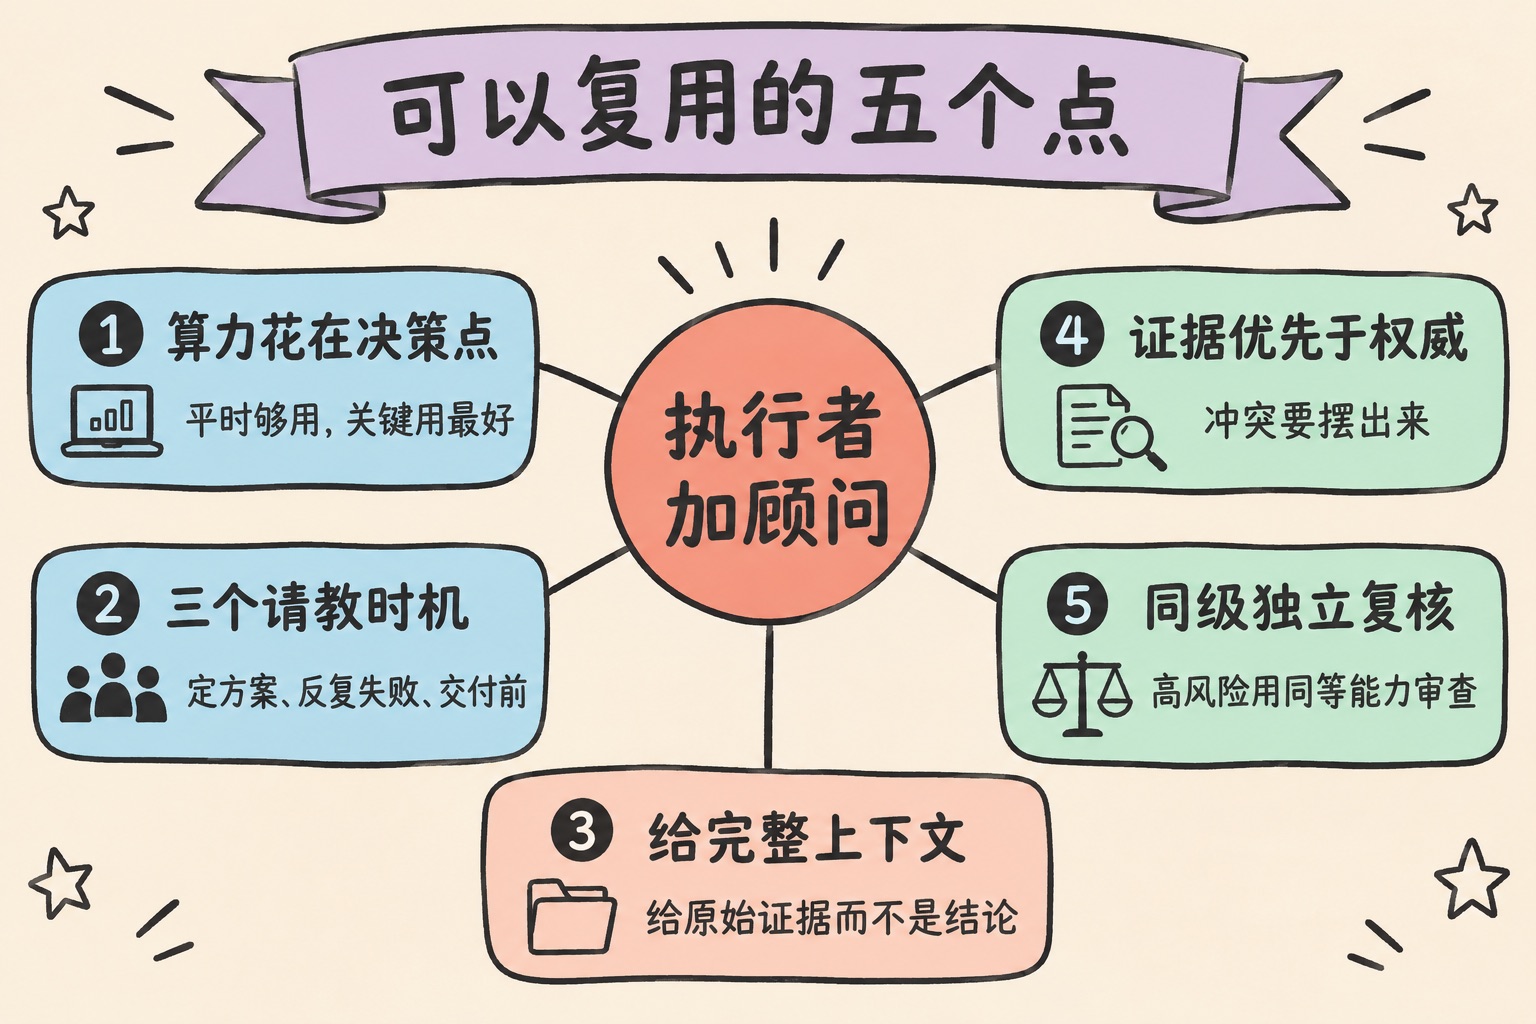 可以复用的五个点
1 算力花在决策点
平时够用，关键用最好
2 三个请教时机
定方案、反复失败、交付前
执行者
加顾问
3 给完整上下文
给原始证据而不是结论
4 证据优先于权威
冲突要摆出来
5 同级独立复核
高风险用同等能力审查